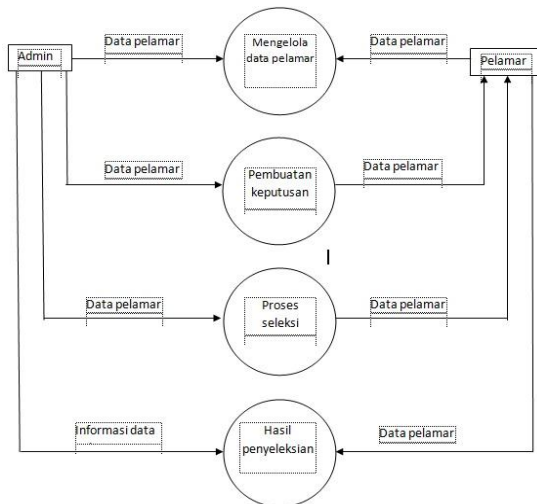 Data pelamar
Mengelola
data pelamar
Data pelamar
Admin
Pelamar
Data pelamar
Pembuatan
keputusan
Data pelamar
Data pelamar
Proses
seleksi
Data pelamar
Informasi data
Hasil
penyeleksian
Data pelamar